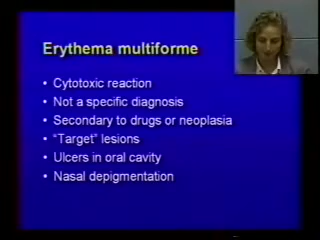 Erythema multiforme
• Cytotoxic reaction
• Not a specific diagnosis
• Secondary to drugs or neoplasia
• “Target” lesions
• Ulcers in oral cavity
• Nasal depigmentation